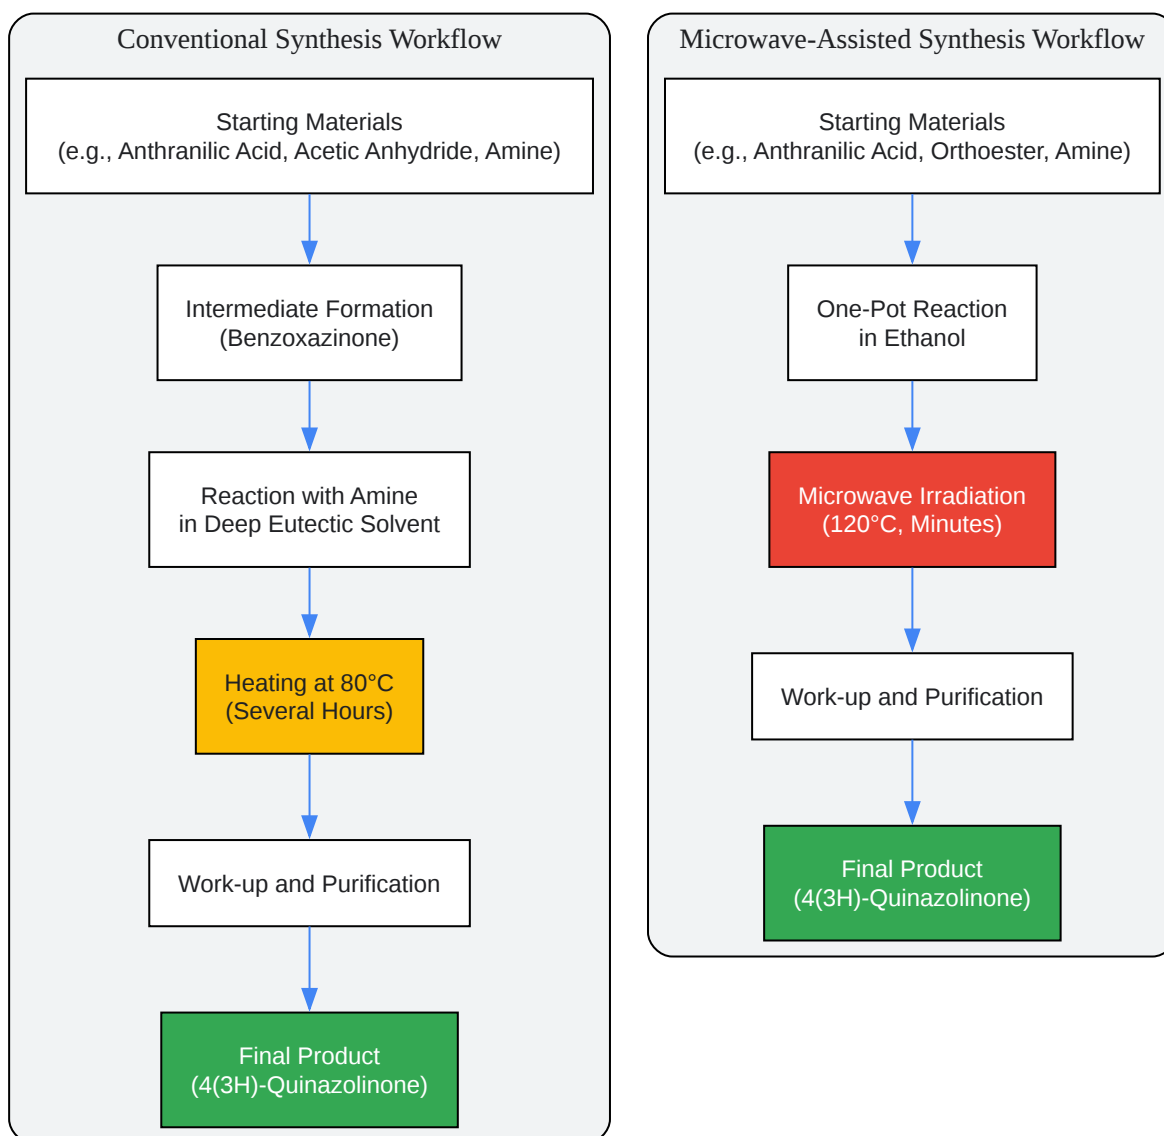 Conventional Synthesis Workflow
Starting Materials
(e.g., Anthranilic Acid, Acetic Anhydride, Amine)
Intermediate Formation
(Benzoxazinone)
Reaction with Amine
in Deep Eutectic Solvent
Heating at 80°C
(Several Hours)
Work-up and Purification
Final Product
(4(3H)-Quinazolinone)
Microwave-Assisted Synthesis Workflow
Starting Materials
(e.g., Anthranilic Acid, Orthoester, Amine)
One-Pot Reaction
in Ethanol
Microwave Irradiation
(120°C, Minutes)
Work-up and Purification
Final Product
(4(3H)-Quinazolinone)